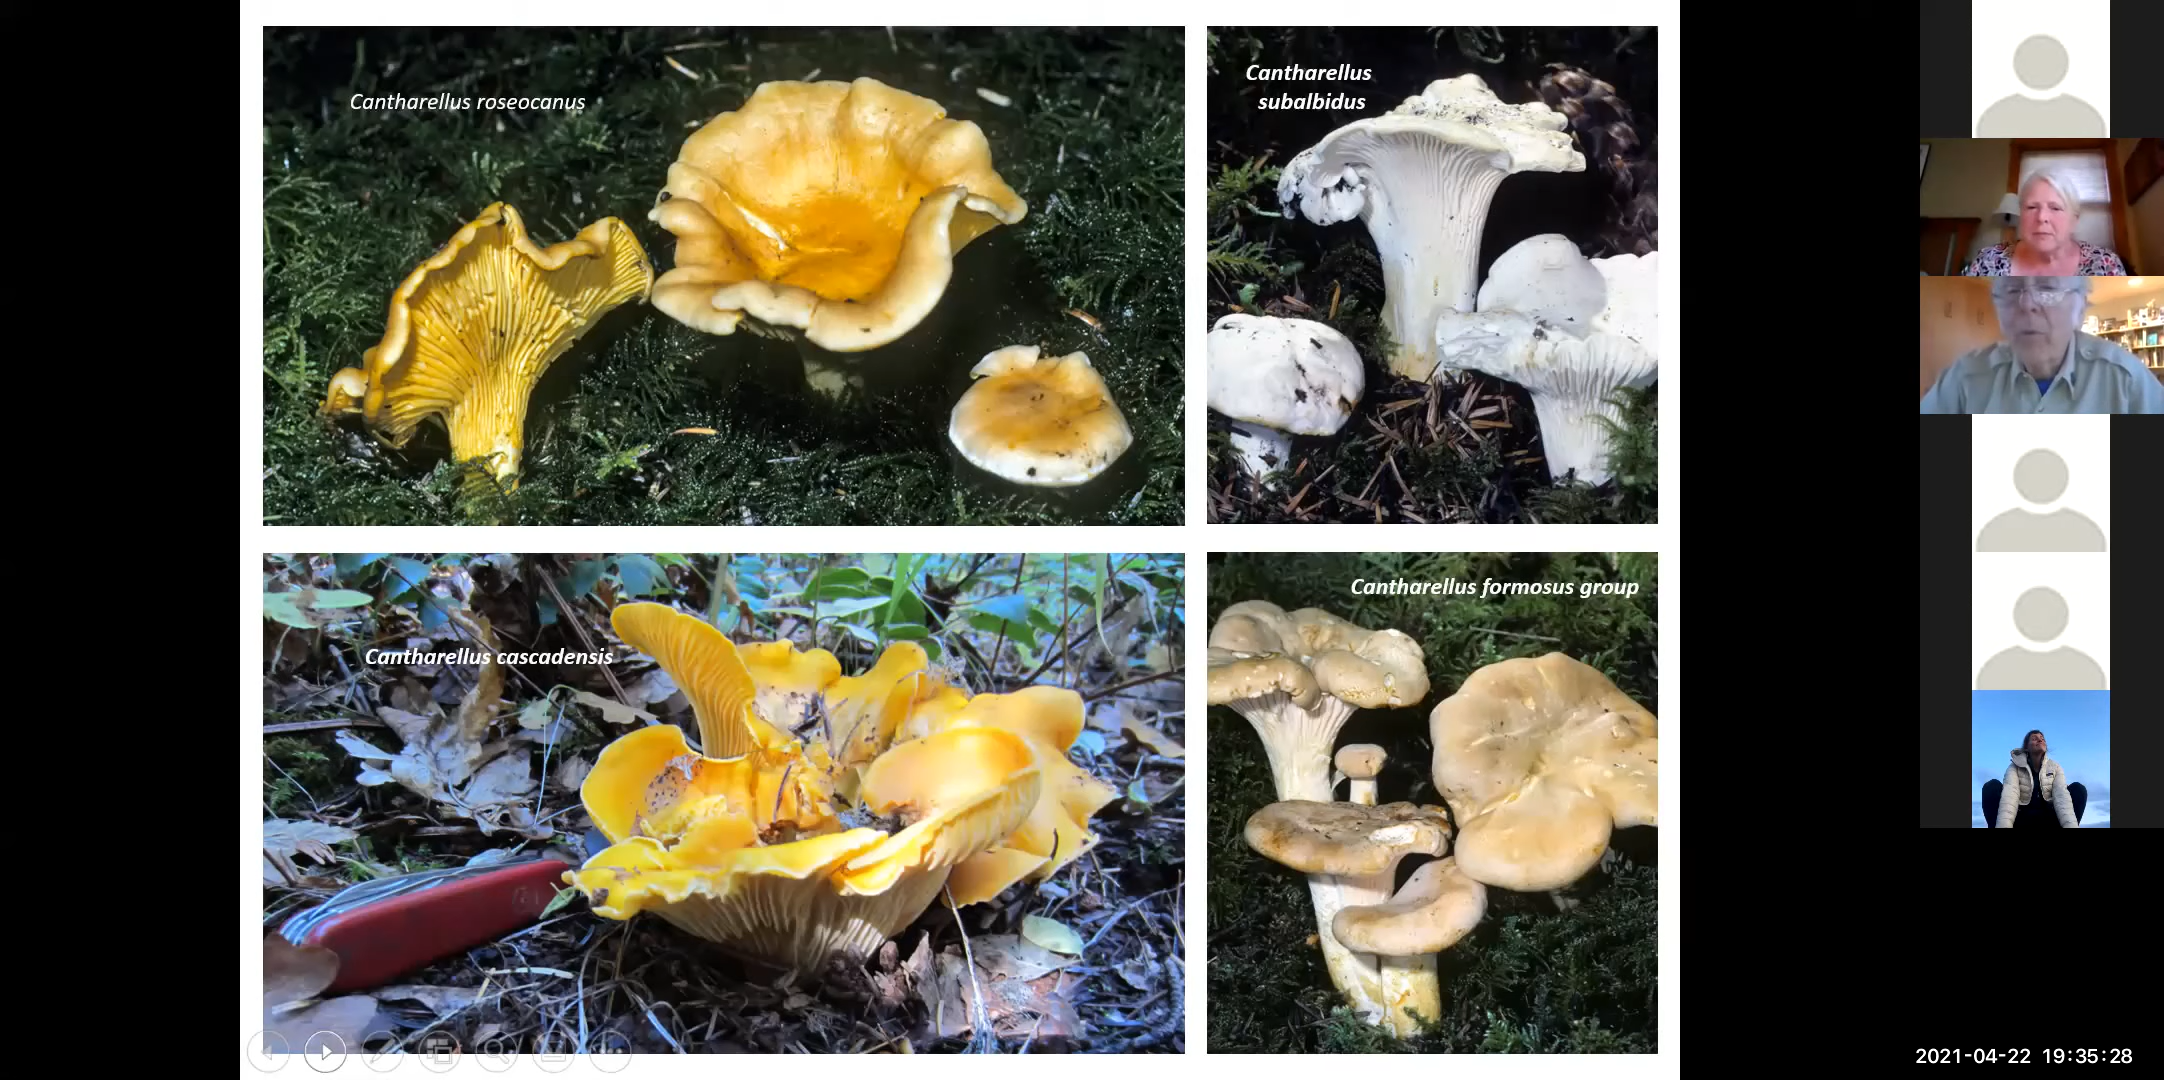 Cantharellus roseocanus
Cantharellus
subalbidus
Cantharellus cascadensis
Cantharellus formosus group
2021-04-22 19:35:28